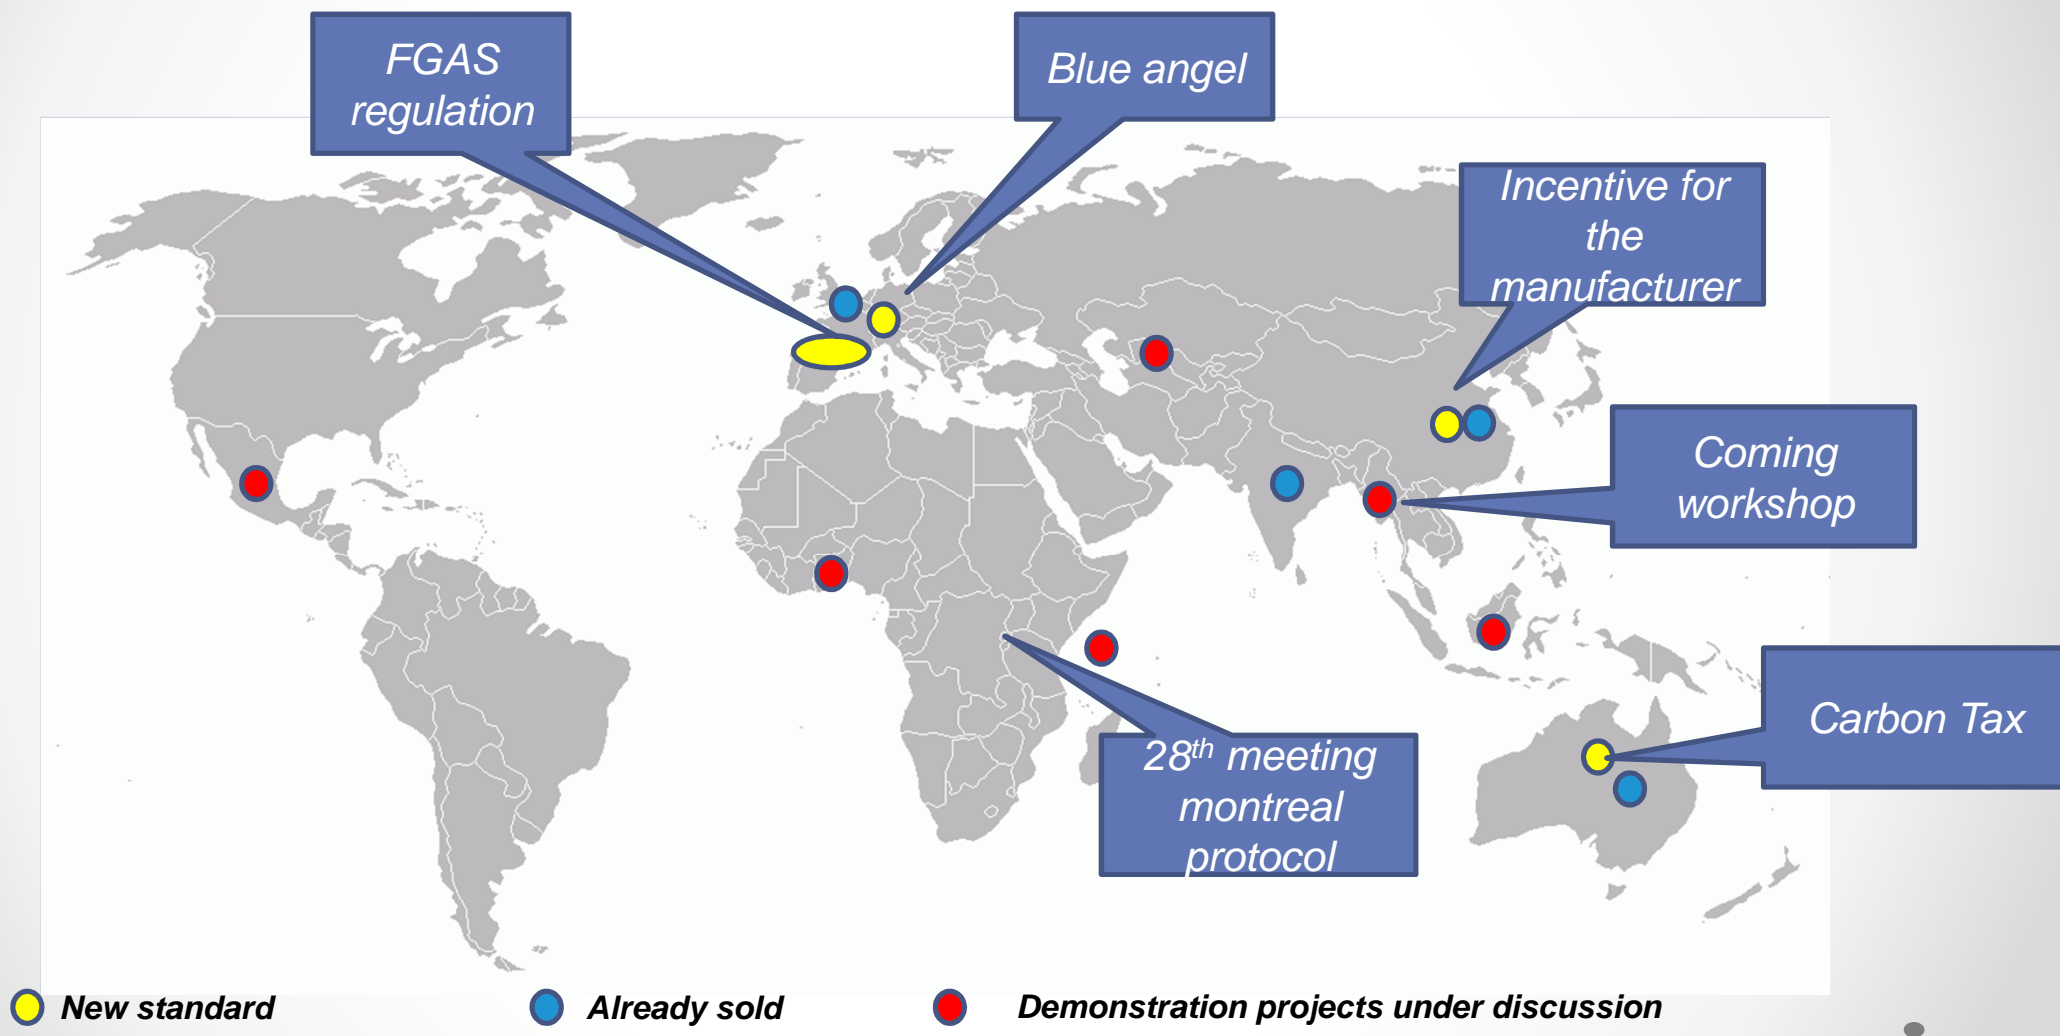 FGAS
regulation
Blue angel
Incentive for
the
manufacturer
Coming
workshop
Carbon Tax
28th meeting
montreal
protocol
New standard
Already sold
Demonstration projects under discussion